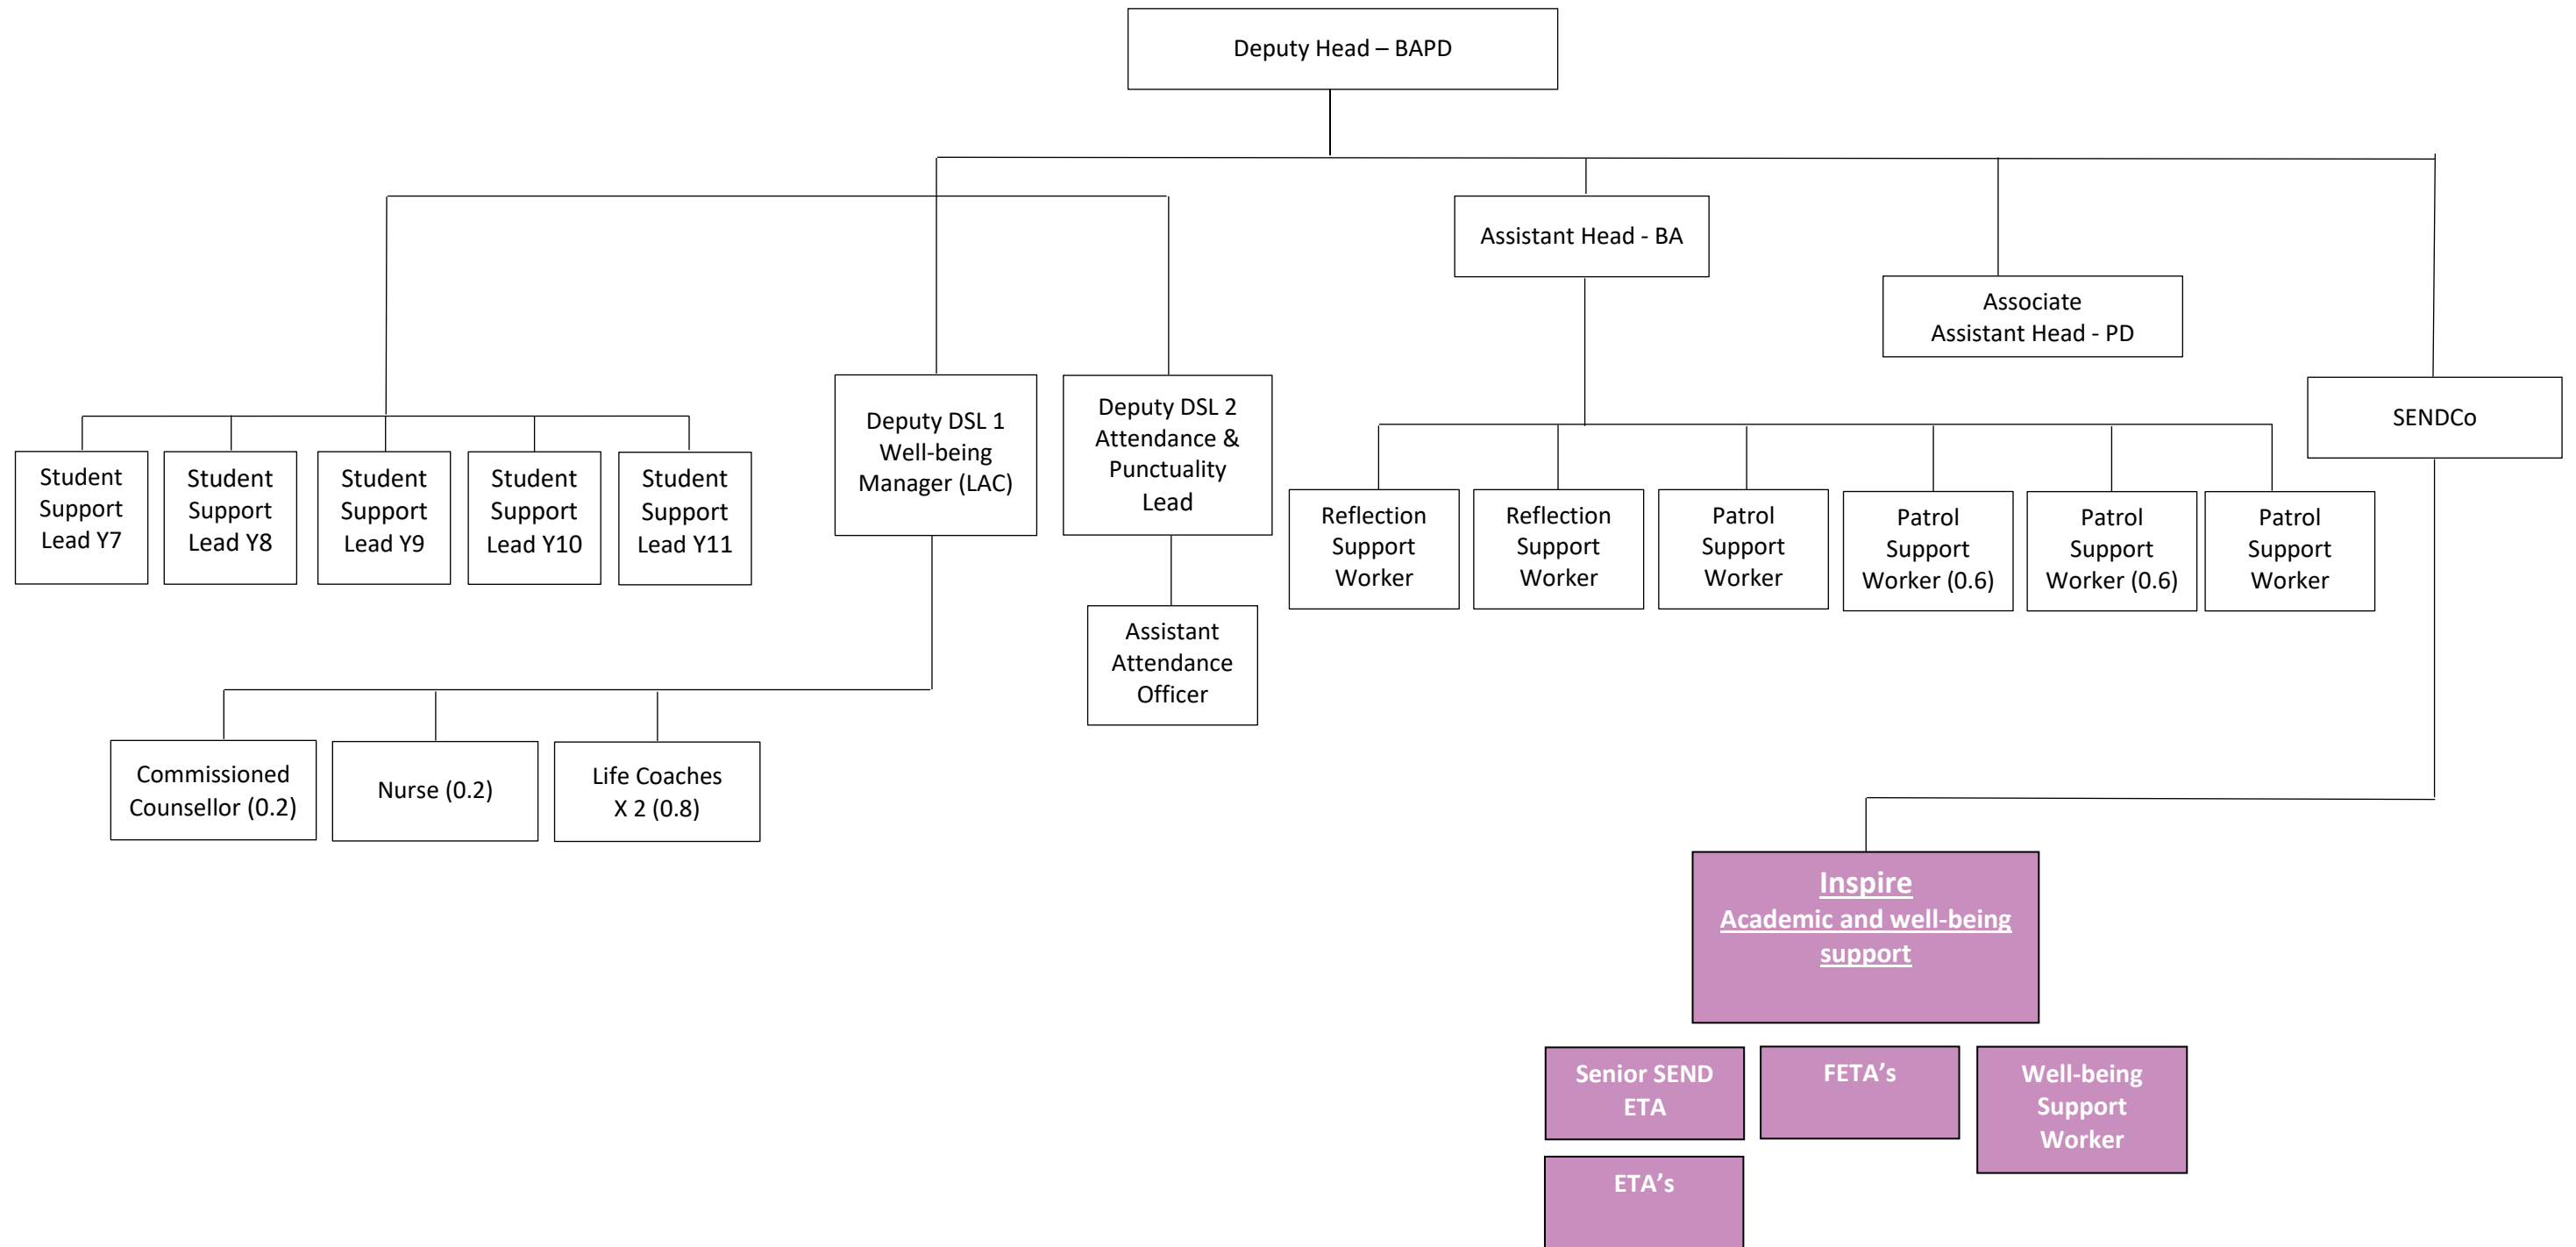 Deputy Head – BAPD
Assistant Head - BA
Associate
Assistant Head - PD
SENDCo
Deputy DSL 1
Well-being
Manager (LAC)
Deputy DSL 2
Attendance &
Punctuality
Lead
Student
Support
Lead Y7
Student
Support
Lead Y8
Student
Support
Lead Y9
Student
Support
Lead Y10
Student
Support
Lead Y11
Reflection
Support
Worker
Reflection
Support
Worker
Patrol
Support
Worker
Patrol
Support
Worker (0.6)
Patrol
Support
Worker (0.6)
Patrol
Support
Worker
Assistant
Attendance
Officer
Commissioned
Counsellor (0.2)
Nurse (0.2)
Life Coaches
X 2 (0.8)
Inspire
Academic and well-being
support
Senior SEND
ETA
FETA’s
Well-being
Support
Worker
ETA’s